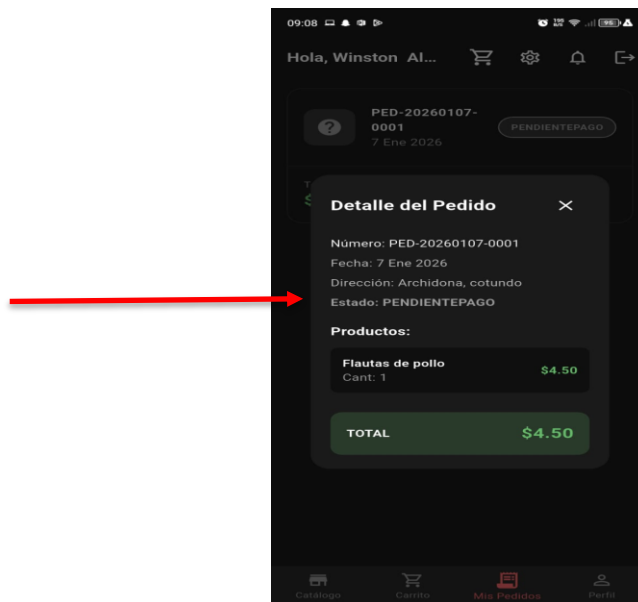 09:08
Hola, Winston Al...
PED-20260107-
0001
7 Ene 2026
PENDIENTEPAGO
Detalle del Pedido
Número: PED-20260107-0001
Fecha: 7 Ene 2026
Dirección: Archidona, cotundo
Estado: PENDIENTEPAGO
Productos:
Flautas de pollo
Cant: 1
$4.50
TOTAL
$4.50
Catálogo
Carrito
Mis Pedidos
Perfil